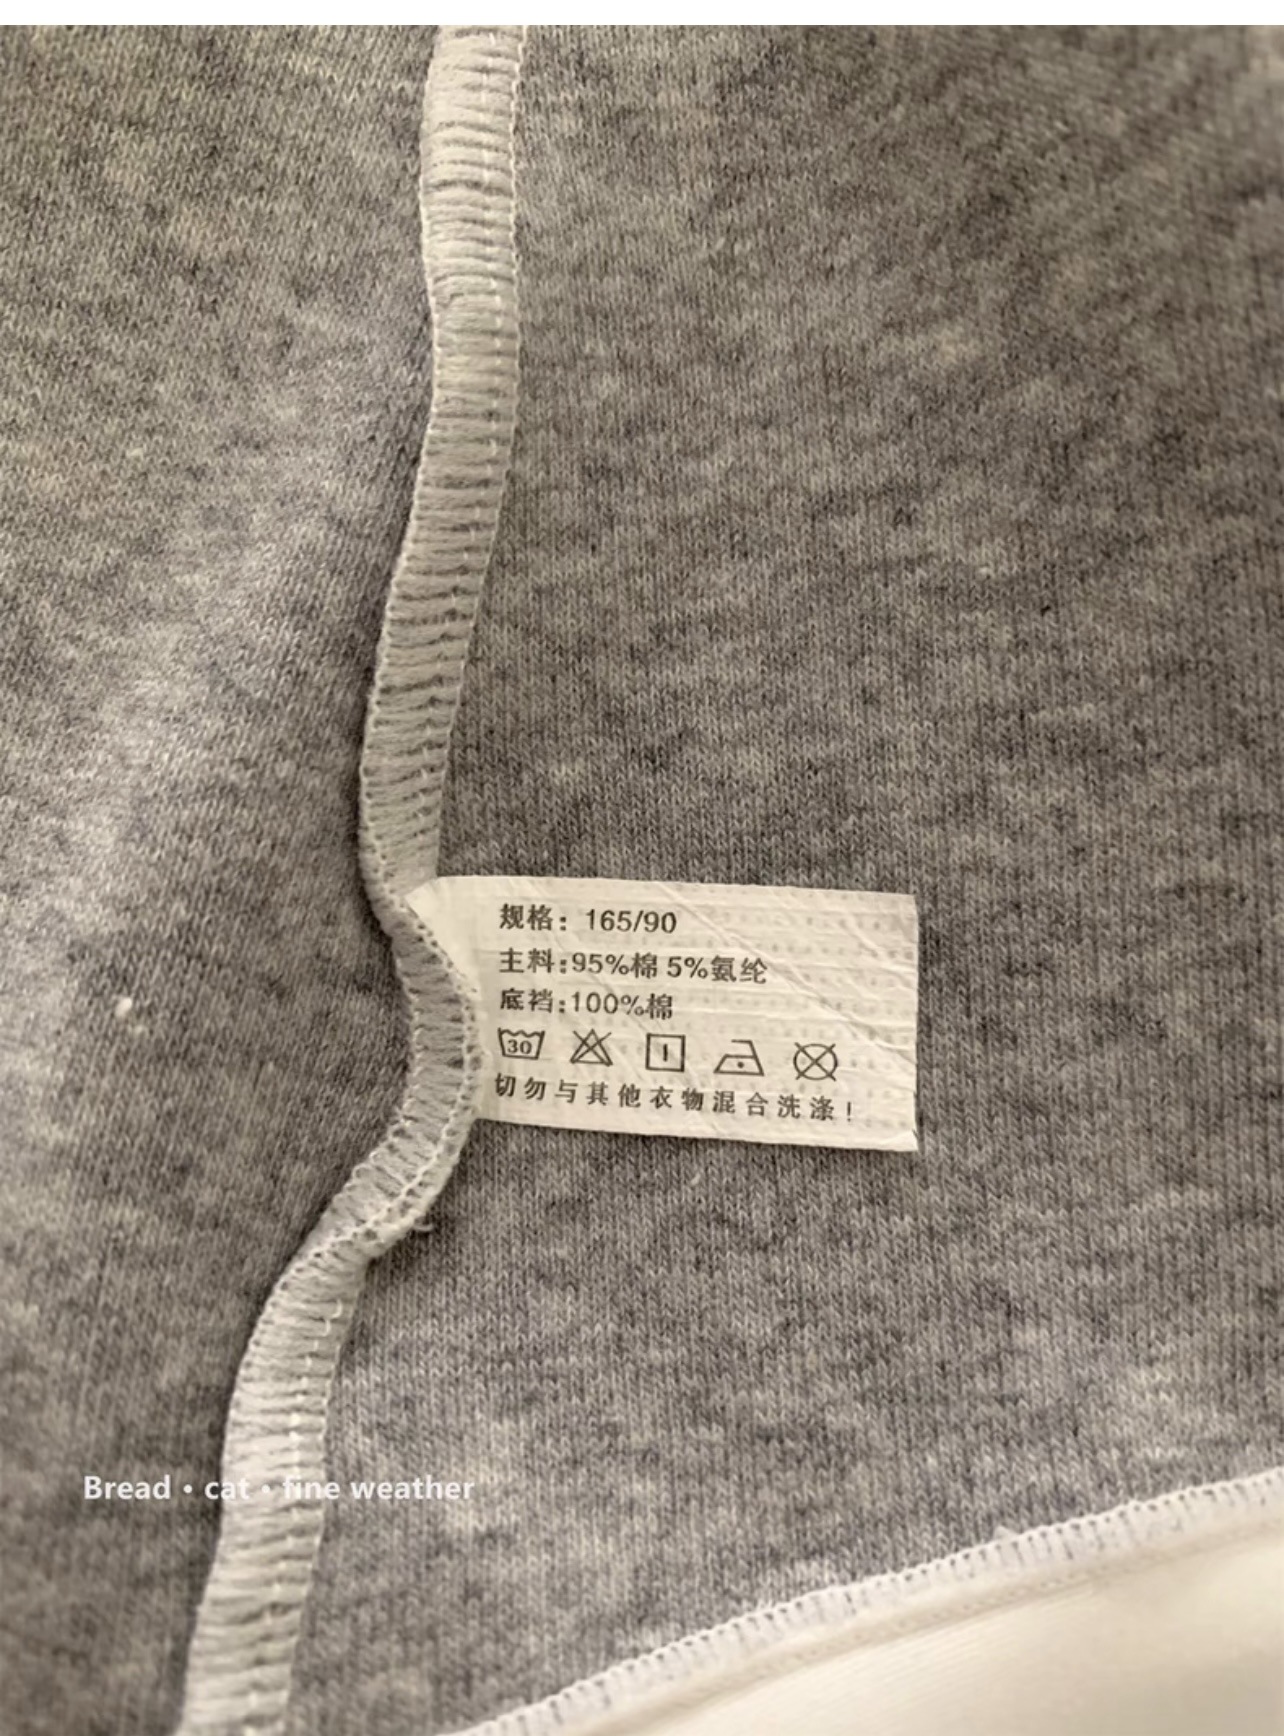 规格：165/90
主料:95%棉 5%氨纶
底裆:100%棉
30
切勿与其他衣物混合洗涤！
Bread • cat • fine weather